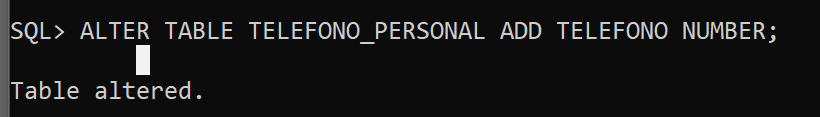 SQL> ALTER TABLE TELEFONO_PERSONAL ADD TELEFONO NUMBER;
Table altered.